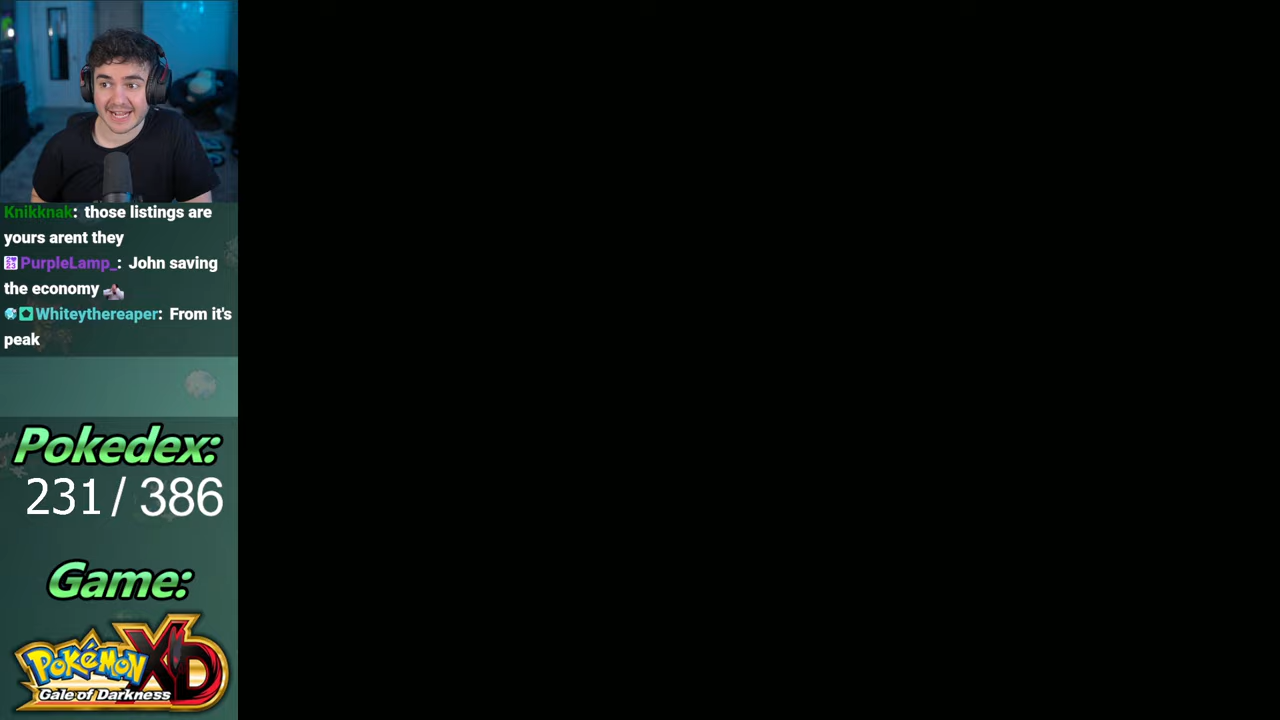 Knikknak: those listings are
yours arent they
PurpleLamp_: John saving
the economy
Whiteythereaper: From it's
peak
Pokedex:
231 / 386
Game:
POKéMON XD
Gale of Darkness